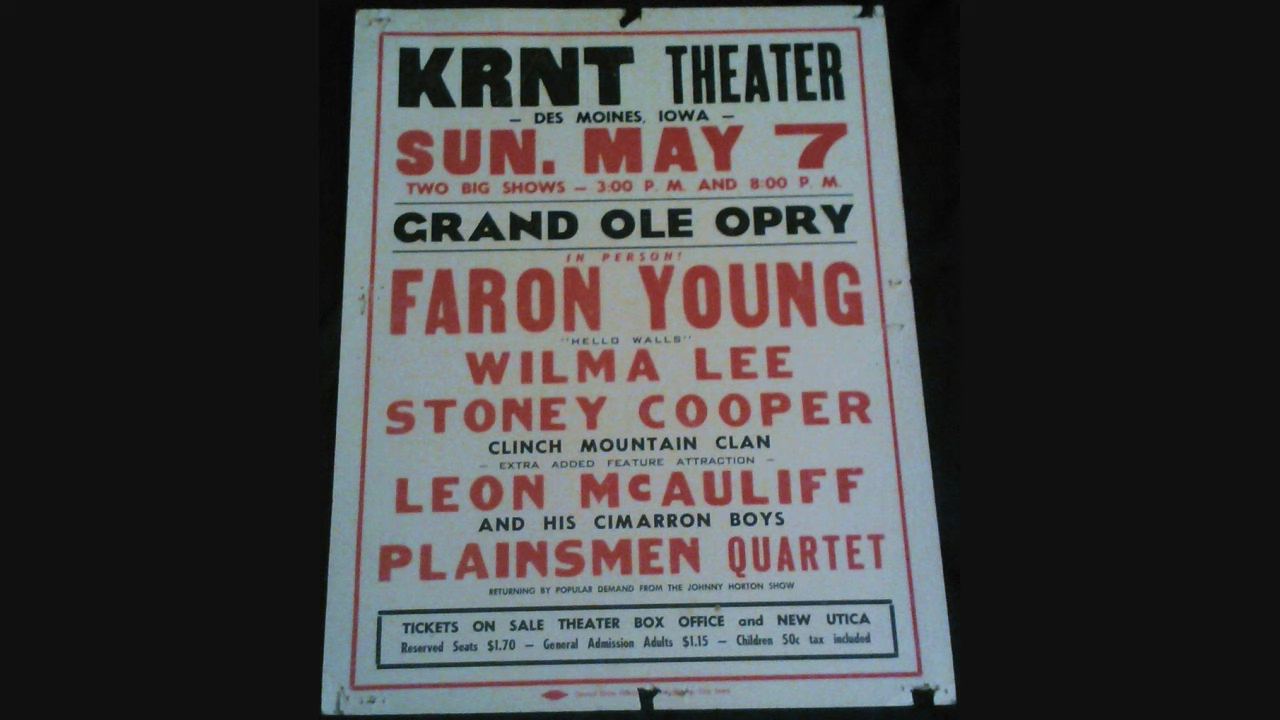 KRNT THEATER
— DES MOINES, IOWA —
SUN. MAY 7
TWO BIG SHOWS — 3:00 P. M. AND 8:00 P. M.
GRAND OLE OPRY
IN PERSON!
FARON YOUNG
"HELLO WALLS"
WILMA LEE
STONEY COOPER
CLINCH MOUNTAIN CLAN
— EXTRA ADDED FEATURE ATTRACTION —
LEON McAULIFF
AND HIS CIMARRON BOYS
PLAINSMEN QUARTET
RETURNING BY POPULAR DEMAND FROM THE JOHNNY HORTON SHOW
TICKETS ON SALE THEATER BOX OFFICE and NEW UTICA
Reserved Seats $1.70 — General Admission Adults $1.15 — Children 50c tax included